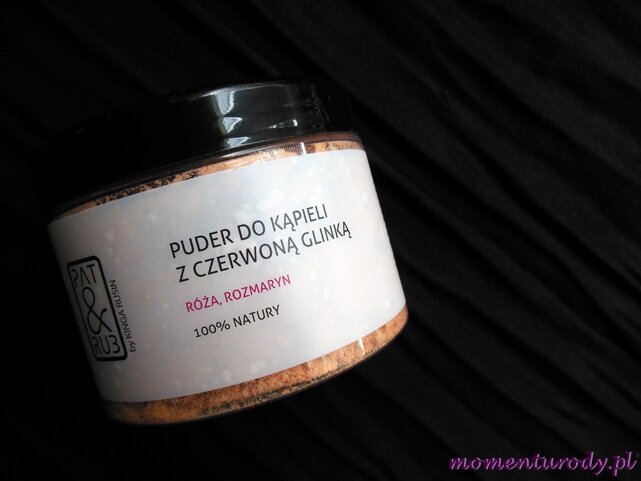 PUDER DO KĄPIELI
Z CZERWONĄ GLINKĄ
RÓŻA, ROZMARYN
100% NATURY
PAT
&
RUB
by KINGA RUSIN
momenturody.pl